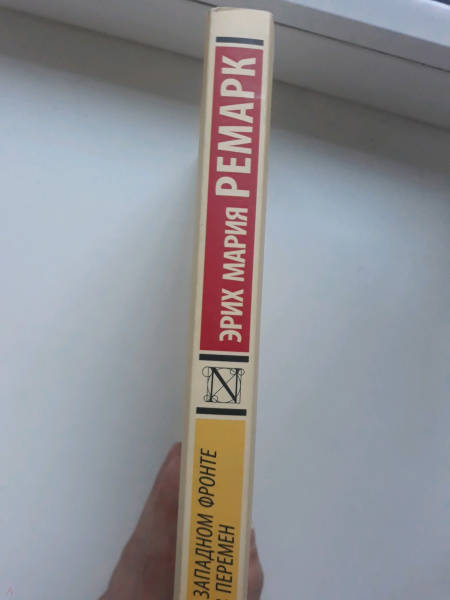 ЭРИХ МАРИЯ РЕМАРК
ЗАПАДНОМ ФРОНТЕ
ПЕРЕМЕН